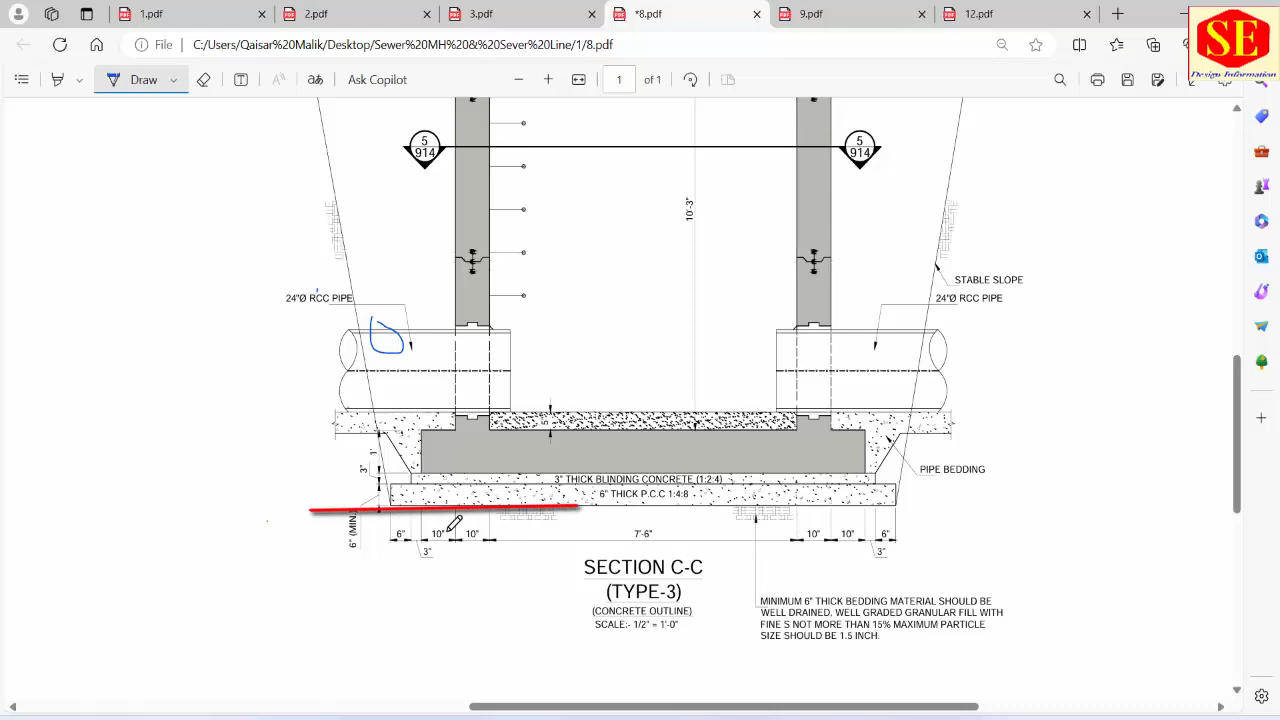 1.pdf
2.pdf
3.pdf
*8.pdf
9.pdf
12.pdf
File
C:/Users/Qaisar%20Malik/Desktop/Sewer%20MH%20&%20Sever%20Line/1/8.pdf
SE
Design Information
Draw
Ask Copilot
1
of 1
5
914
5
914
10'-3"
24"Ø RCC PIPE
STABLE SLOPE
24"Ø RCC PIPE
5"
1'
3"
PIPE BEDDING
3" THICK BLINDING CONCRETE (1:2:4)
6" THICK P.C.C 1:4:8
6" (MIN.)
6"
10"
10"
7'-6"
10"
10"
6"
3"
3"
SECTION C-C
(TYPE-3)
(CONCRETE OUTLINE)
SCALE:- 1/2" = 1'-0"
MINIMUM 6" THICK BEDDING MATERIAL SHOULD BE
WELL DRAINED, WELL GRADED GRANULAR FILL WITH
FINE S NOT MORE THAN 15% MAXIMUM PARTICLE
SIZE SHOULD BE 1.5 INCH.